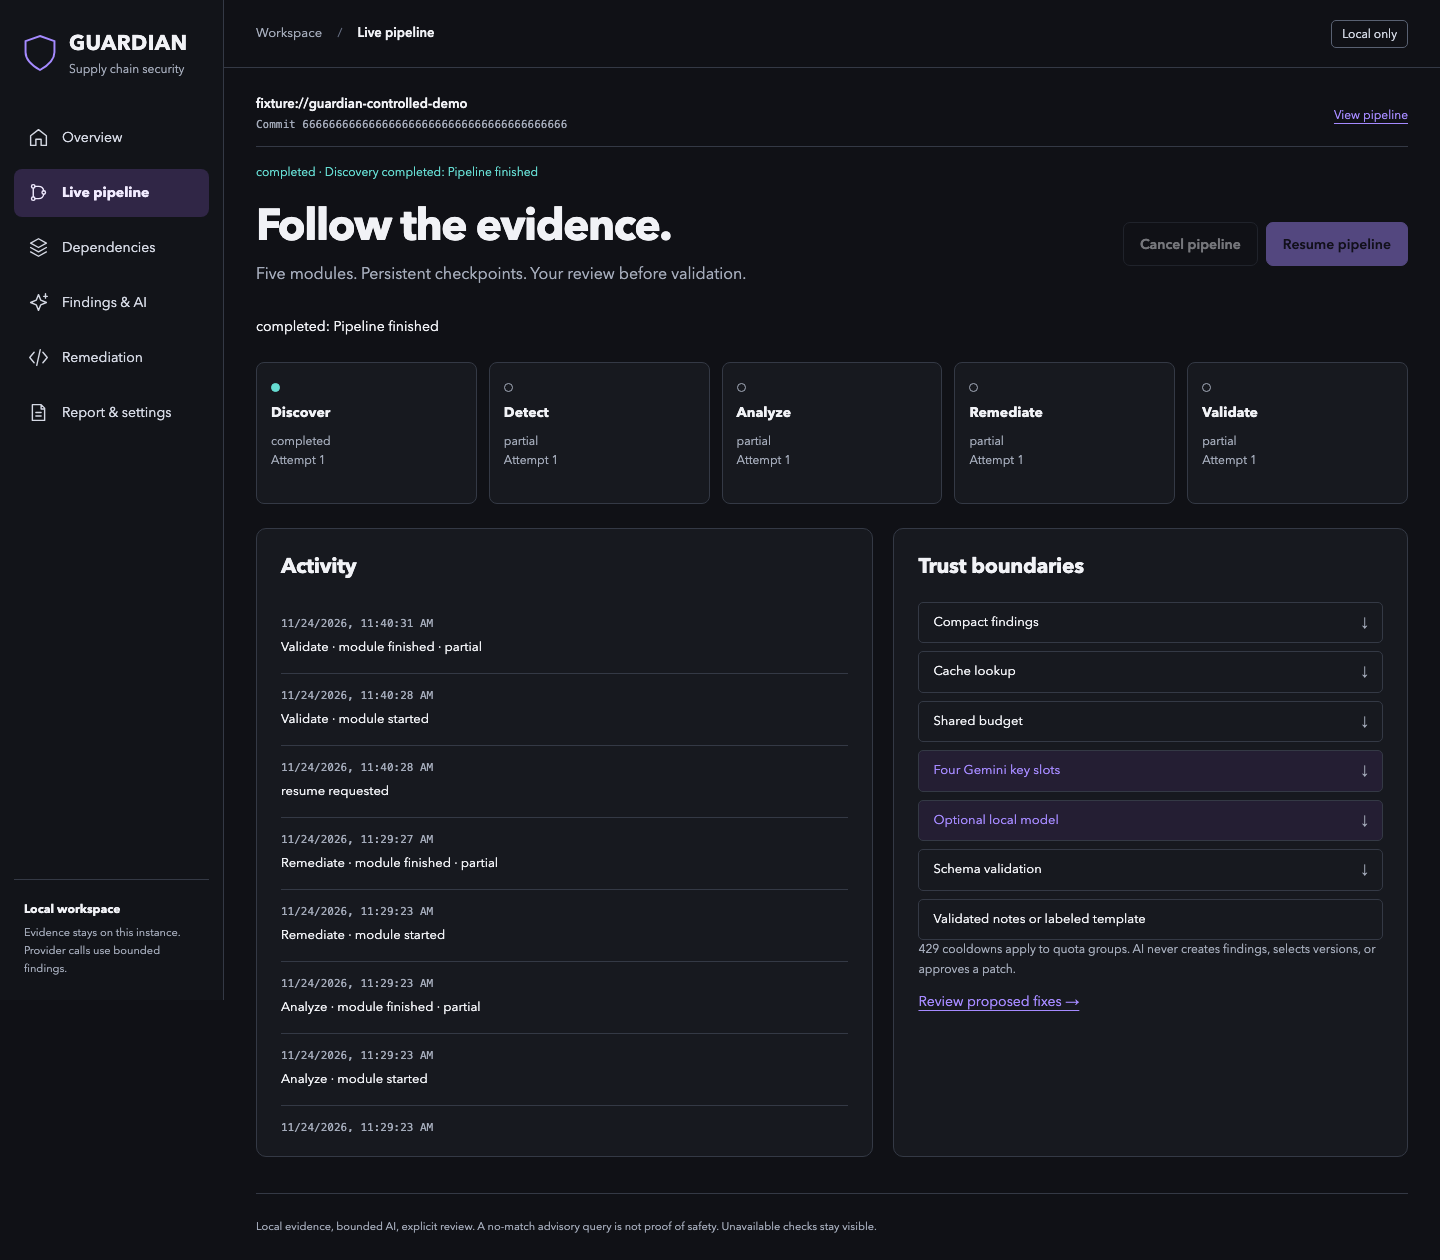 GUARDIAN
Supply chain security
Overview
Live pipeline
Dependencies
Findings & AI
Remediation
Report & settings
Local workspace
Evidence stays on this instance.
Provider calls use bounded
findings.
Workspace / Live pipeline
Local only
fixture://guardian-controlled-demo
Commit 6666666666666666666666666666666666666666
View pipeline
completed · Discovery completed: Pipeline finished
Follow the evidence.
Five modules. Persistent checkpoints. Your review before validation.
Cancel pipeline
Resume pipeline
completed: Pipeline finished
Discover
completed
Attempt 1
Detect
partial
Attempt 1
Analyze
partial
Attempt 1
Remediate
partial
Attempt 1
Validate
partial
Attempt 1
Activity
11/24/2026, 11:40:31 AM
Validate · module finished · partial
11/24/2026, 11:40:28 AM
Validate · module started
11/24/2026, 11:40:28 AM
resume requested
11/24/2026, 11:29:27 AM
Remediate · module finished · partial
11/24/2026, 11:29:23 AM
Remediate · module started
11/24/2026, 11:29:23 AM
Analyze · module finished · partial
11/24/2026, 11:29:23 AM
Analyze · module started
11/24/2026, 11:29:23 AM
Trust boundaries
Compact findings ↓
Cache lookup ↓
Shared budget ↓
Four Gemini key slots ↓
Optional local model ↓
Schema validation ↓
Validated notes or labeled template
429 cooldowns apply to quota groups. AI never creates findings, selects versions, or
approves a patch.
Review proposed fixes →
Local evidence, bounded AI, explicit review. A no-match advisory query is not proof of safety. Unavailable checks stay visible.